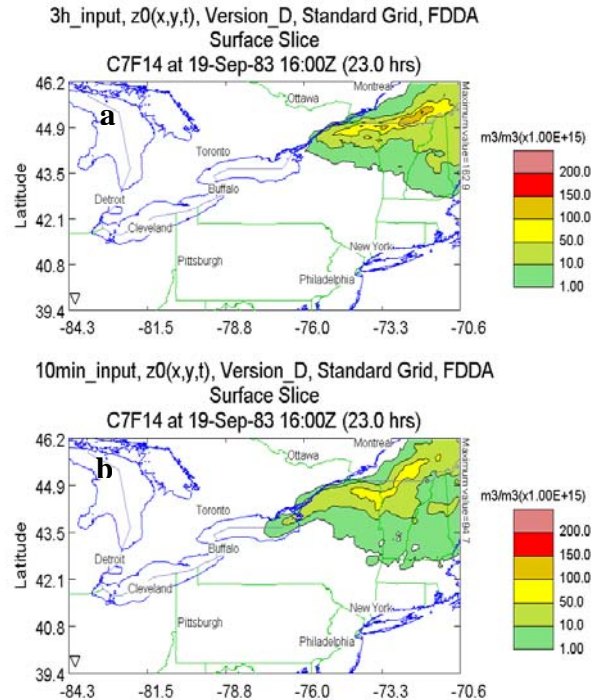 3h_input, z0(x,y,t), Version_D, Standard Grid, FDDA
Surface Slice
C7F14 at 19-Sep-83 16:00Z (23.0 hrs)
46.2
44.9
43.5
42.1
40.8
39.4
Latitude
a
Ottawa
Montreal
Toronto
Buffalo
Detroit
Cleveland
Pittsburgh
New York
Philadelphia
Maximum value=162.9
-84.3 -81.5 -78.8 -76.0 -73.3 -70.6
m3/m3(x1.00E+15)
200.0
150.0
100.0
50.0
10.0
1.00
10min_input, z0(x,y,t), Version_D, Standard Grid, FDDA
Surface Slice
C7F14 at 19-Sep-83 16:00Z (23.0 hrs)
46.2
44.9
43.5
42.1
40.8
39.4
Latitude
b
Ottawa
Montreal
Toronto
Buffalo
Detroit
Cleveland
Pittsburgh
New York
Philadelphia
Maximum value=94.7
-84.3 -81.5 -78.8 -76.0 -73.3 -70.6
m3/m3(x1.00E+15)
200.0
150.0
100.0
50.0
10.0
1.00